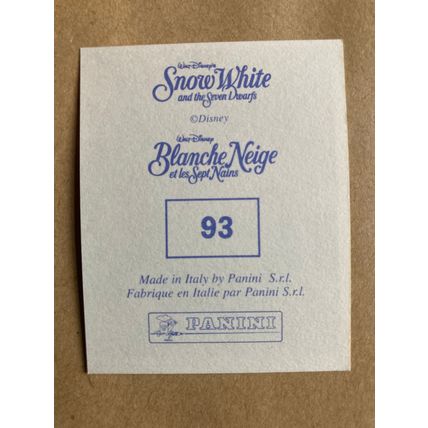 Walt Disney's
Snow White
and the Seven Dwarfs
©Disney
Walt Disney
Blanche Neige
et les Sept Nains
93
Made in Italy by Panini S.r.l.
Fabrique en Italie par Panini S.r.l.
PANINI